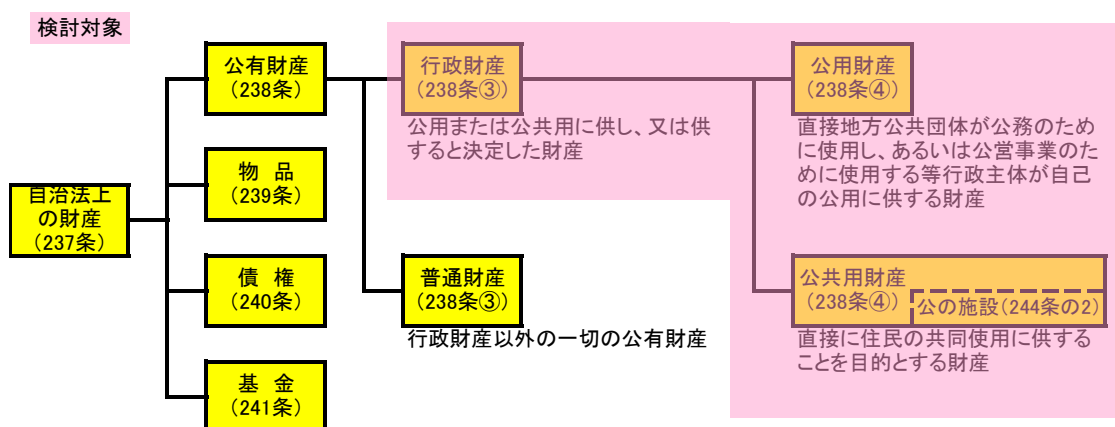 検討対象
公有財産
（238条）
行政財産
（238条③）
公用または公共用に供し、又は供
すると決定した財産
公用財産
（238条④）
直接地方公共団体が公務のため
に使用し、あるいは公営事業のた
めに使用する等行政主体が自己
の公用に供する財産
物　品
（239条）
自治法上
の財産
（237条）
債　権
（240条）
普通財産
（238条③）
行政財産以外の一切の公有財産
公共用財産
（238条④）
公の施設（244条の2）
直接に住民の共同使用に供する
ことを目的とする財産
基　金
（241条）